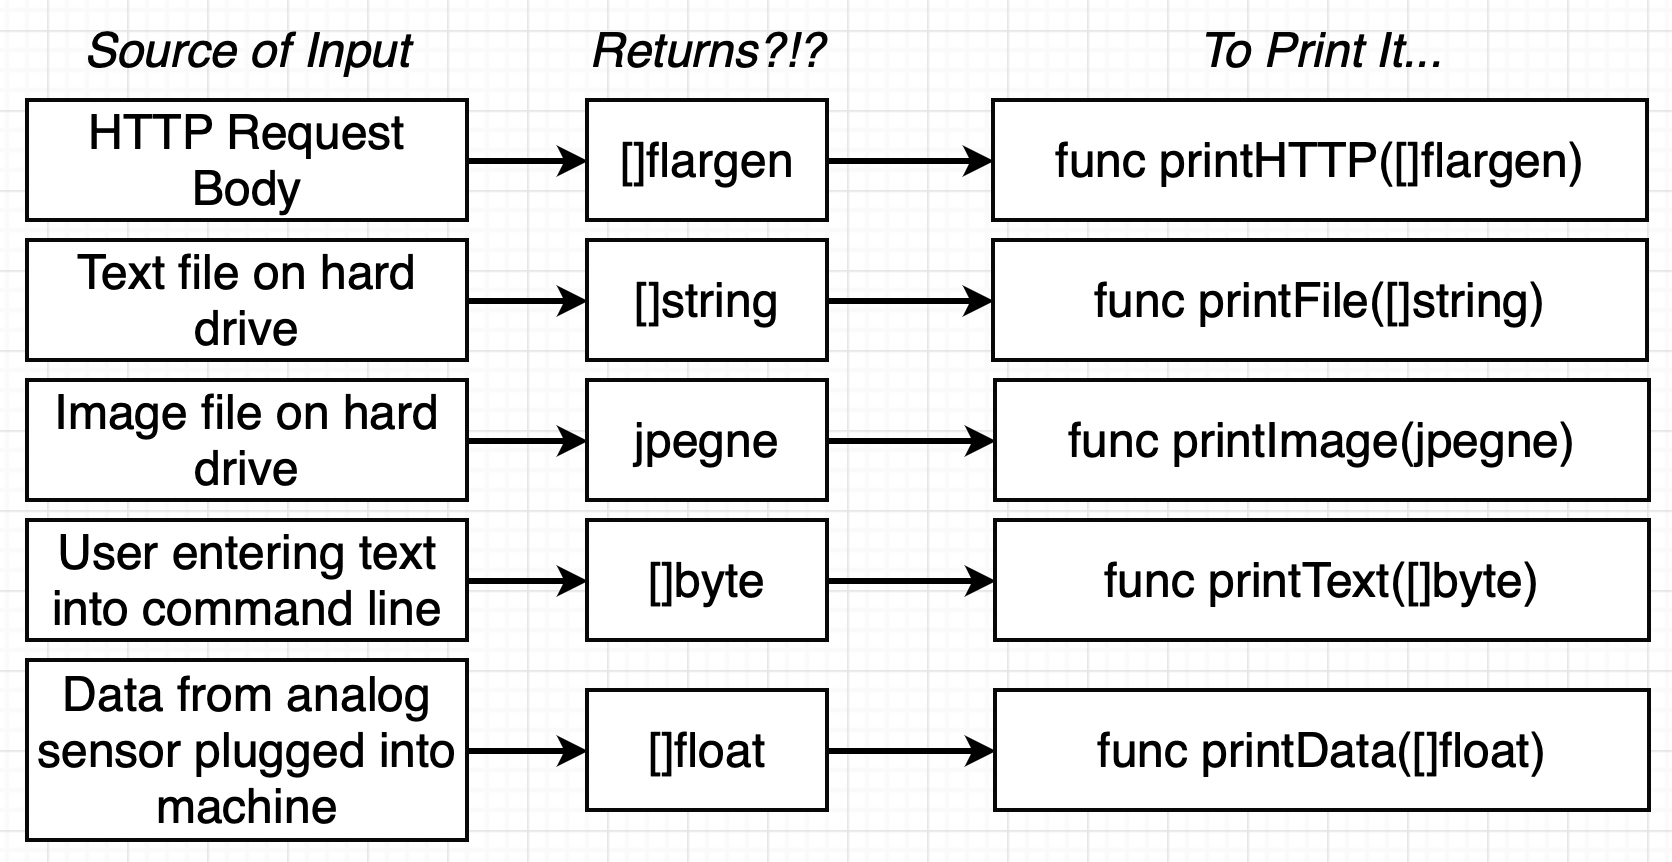 Source of Input
Returns?!?
To Print It...
HTTP Request
Body
[]flargen
func printHTTP([]flargen)
Text file on hard
drive
[]string
func printFile([]string)
Image file on hard
drive
jpegne
func printImage(jpegne)
User entering text
into command line
[]byte
func printText([]byte)
Data from analog
sensor plugged into
machine
[]float
func printData([]float)